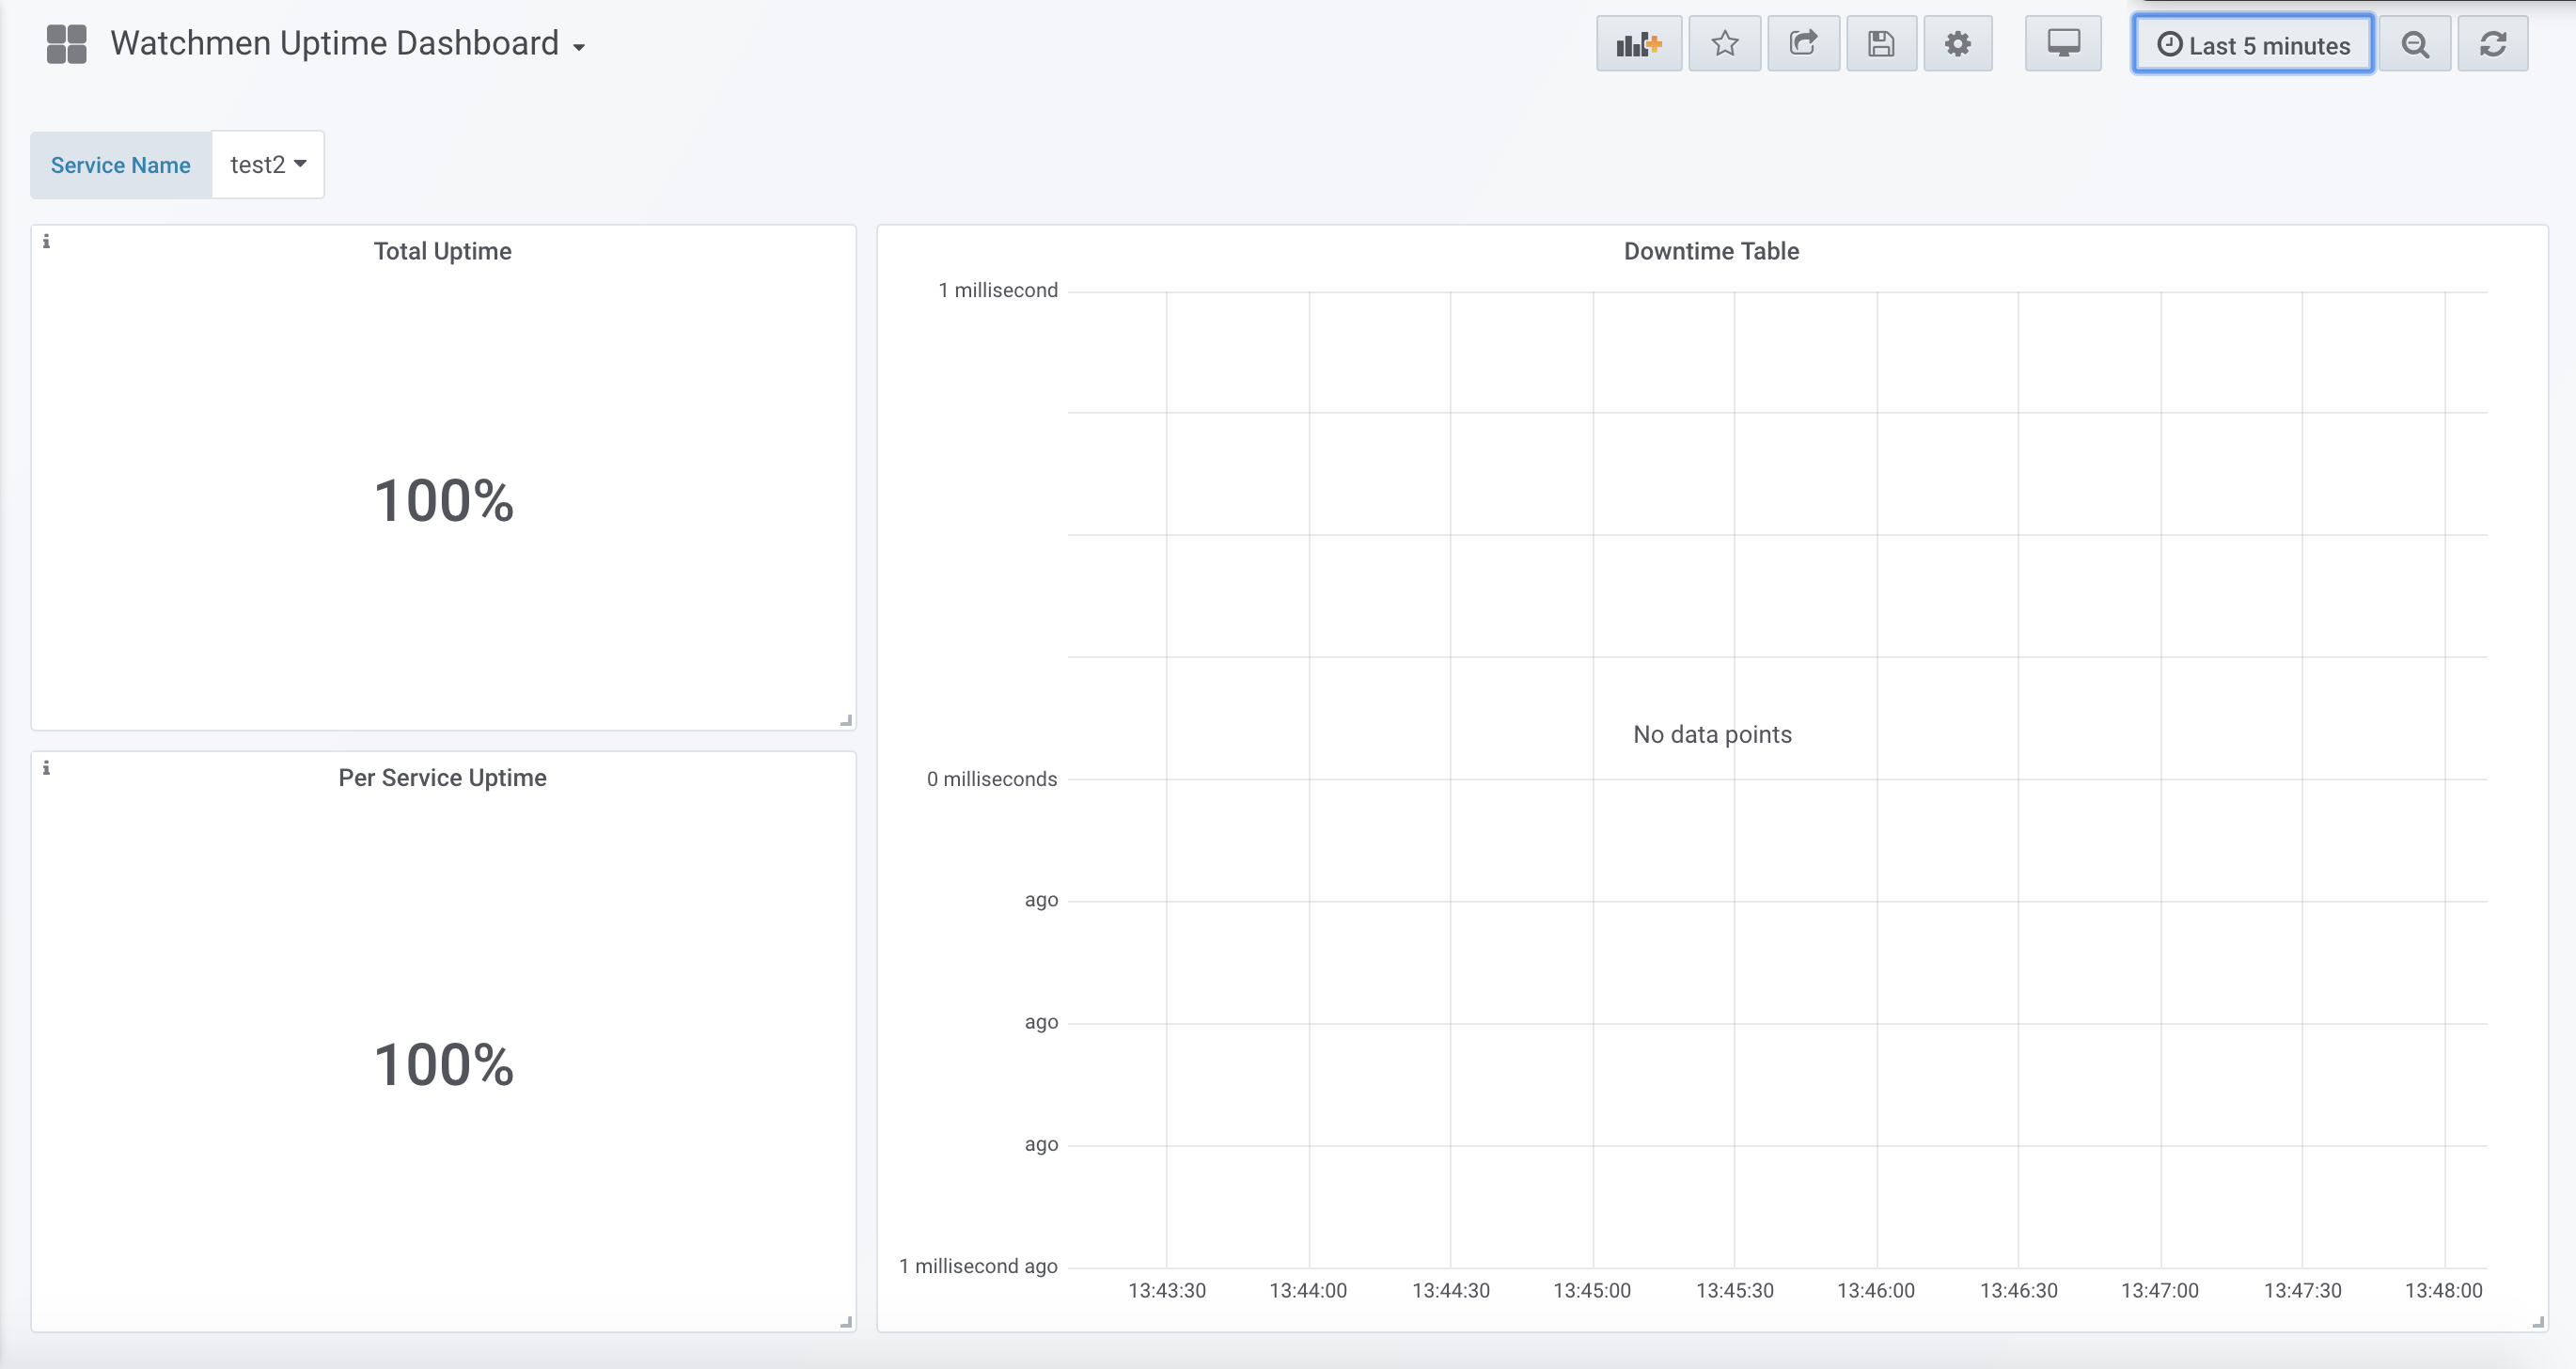 Watchmen Uptime Dashboard
Last 5 minutes
Service Name
test2
i
Total Uptime
100%
i
Per Service Uptime
100%
Downtime Table
1 millisecond
No data points
0 milliseconds
ago
ago
ago
1 millisecond ago
13:43:30 13:44:00 13:44:30 13:45:00 13:45:30 13:46:00 13:46:30 13:47:00 13:47:30 13:48:00